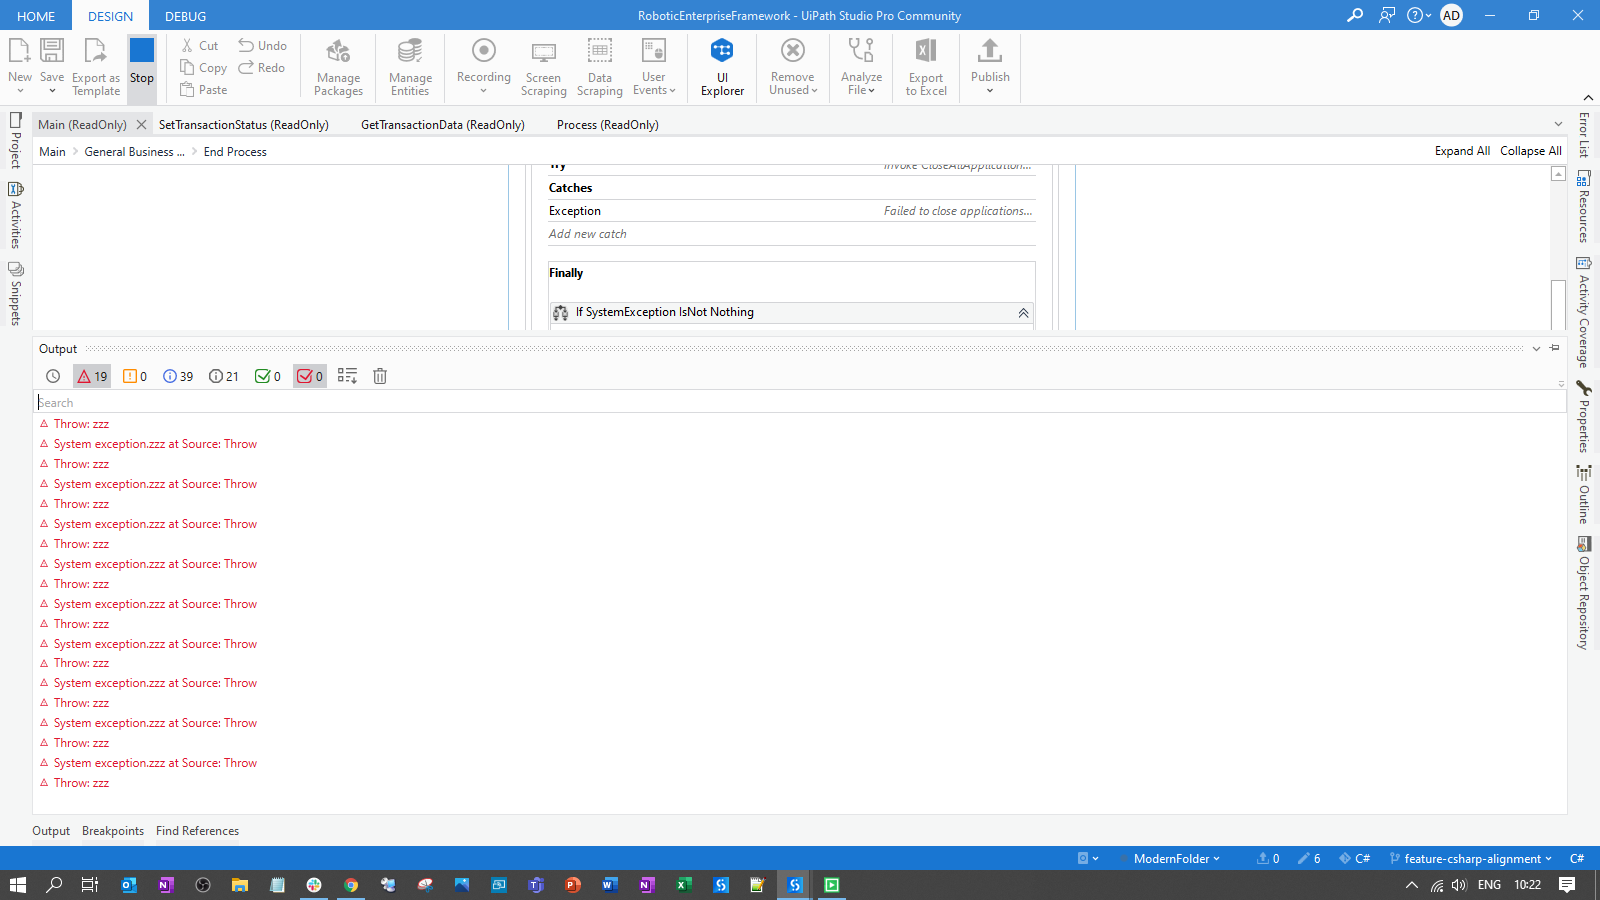 HOME DESIGN DEBUG RoboticEnterpriseFramework - UiPath Studio Pro Community AD
New Save Export as Template Stop Cut Copy Paste Undo Redo Manage Packages Manage Entities Recording Screen Scraping Data Scraping User Events UI Explorer Remove Unused Analyze File Export to Excel Publish
Main (ReadOnly) SetTransactionStatus (ReadOnly) GetTransactionData (ReadOnly) Process (ReadOnly)
Main General Business ... End Process Expand All Collapse All
Project
Activities
Snippets
Try Invoke CloseAllApplication...
Catches
Exception Failed to close applications...
Add new catch
Finally
If SystemException IsNot Nothing
Error List
Resources
Activity Coverage
Properties
Outline
Object Repository
Output
19 0 39 21 0 0
Search
Throw: zzz
System exception.zzz at Source: Throw
Throw: zzz
System exception.zzz at Source: Throw
Throw: zzz
System exception.zzz at Source: Throw
Throw: zzz
System exception.zzz at Source: Throw
Throw: zzz
System exception.zzz at Source: Throw
Throw: zzz
System exception.zzz at Source: Throw
Throw: zzz
System exception.zzz at Source: Throw
Throw: zzz
System exception.zzz at Source: Throw
Throw: zzz
System exception.zzz at Source: Throw
Throw: zzz
Output Breakpoints Find References
ModernFolder 0 6 C# feature-csharp-alignment C#
ENG 10:22